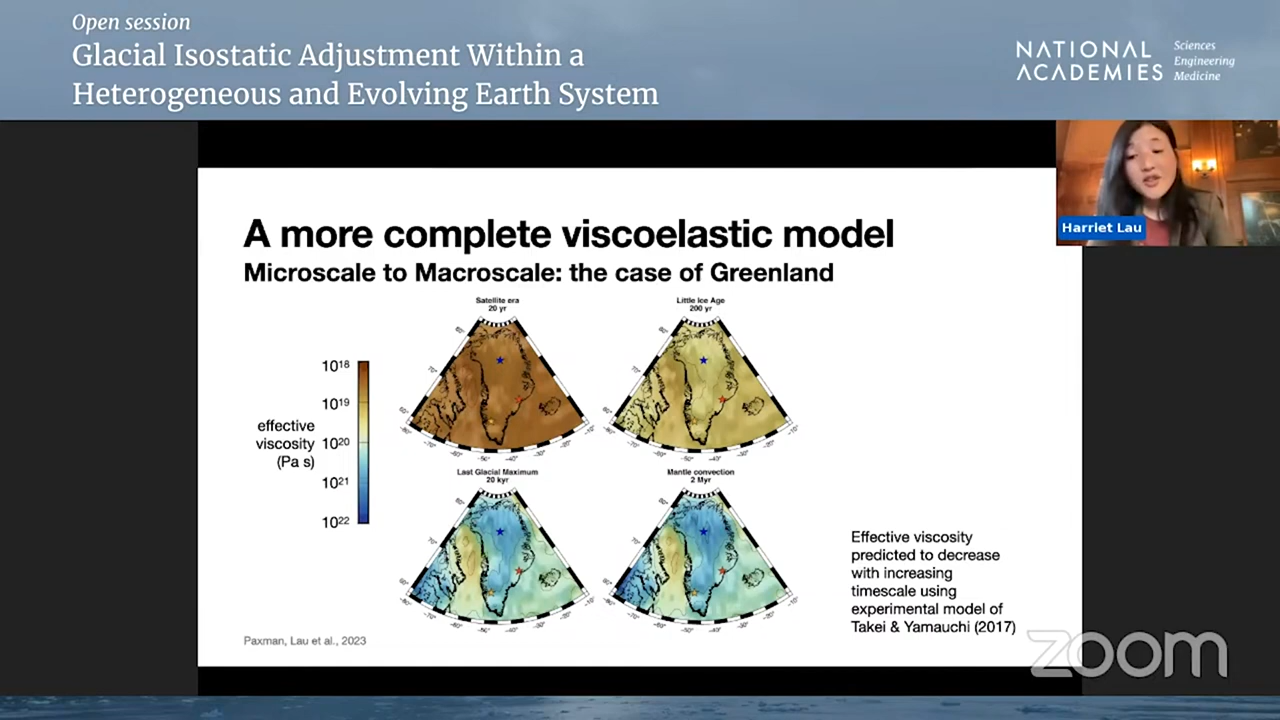 Open session
Glacial Isostatic Adjustment Within a
Heterogeneous and Evolving Earth System
NATIONAL
ACADEMIES
Sciences
Engineering
Medicine
Harriet Lau
A more complete viscoelastic model
Microscale to Macroscale: the case of Greenland
Satellite era
20 yr
Little Ice Age
200 yr
10¹⁸
10¹⁹
10²⁰
10²¹
10²²
effective
viscosity
(Pa s)
Last Glacial Maximum
20 kyr
Mantle convection
2 Myr
Effective viscosity
predicted to decrease
with increasing
timescale using
experimental model of
Takei & Yamauchi (2017)
Paxman, Lau et al., 2023
zoom